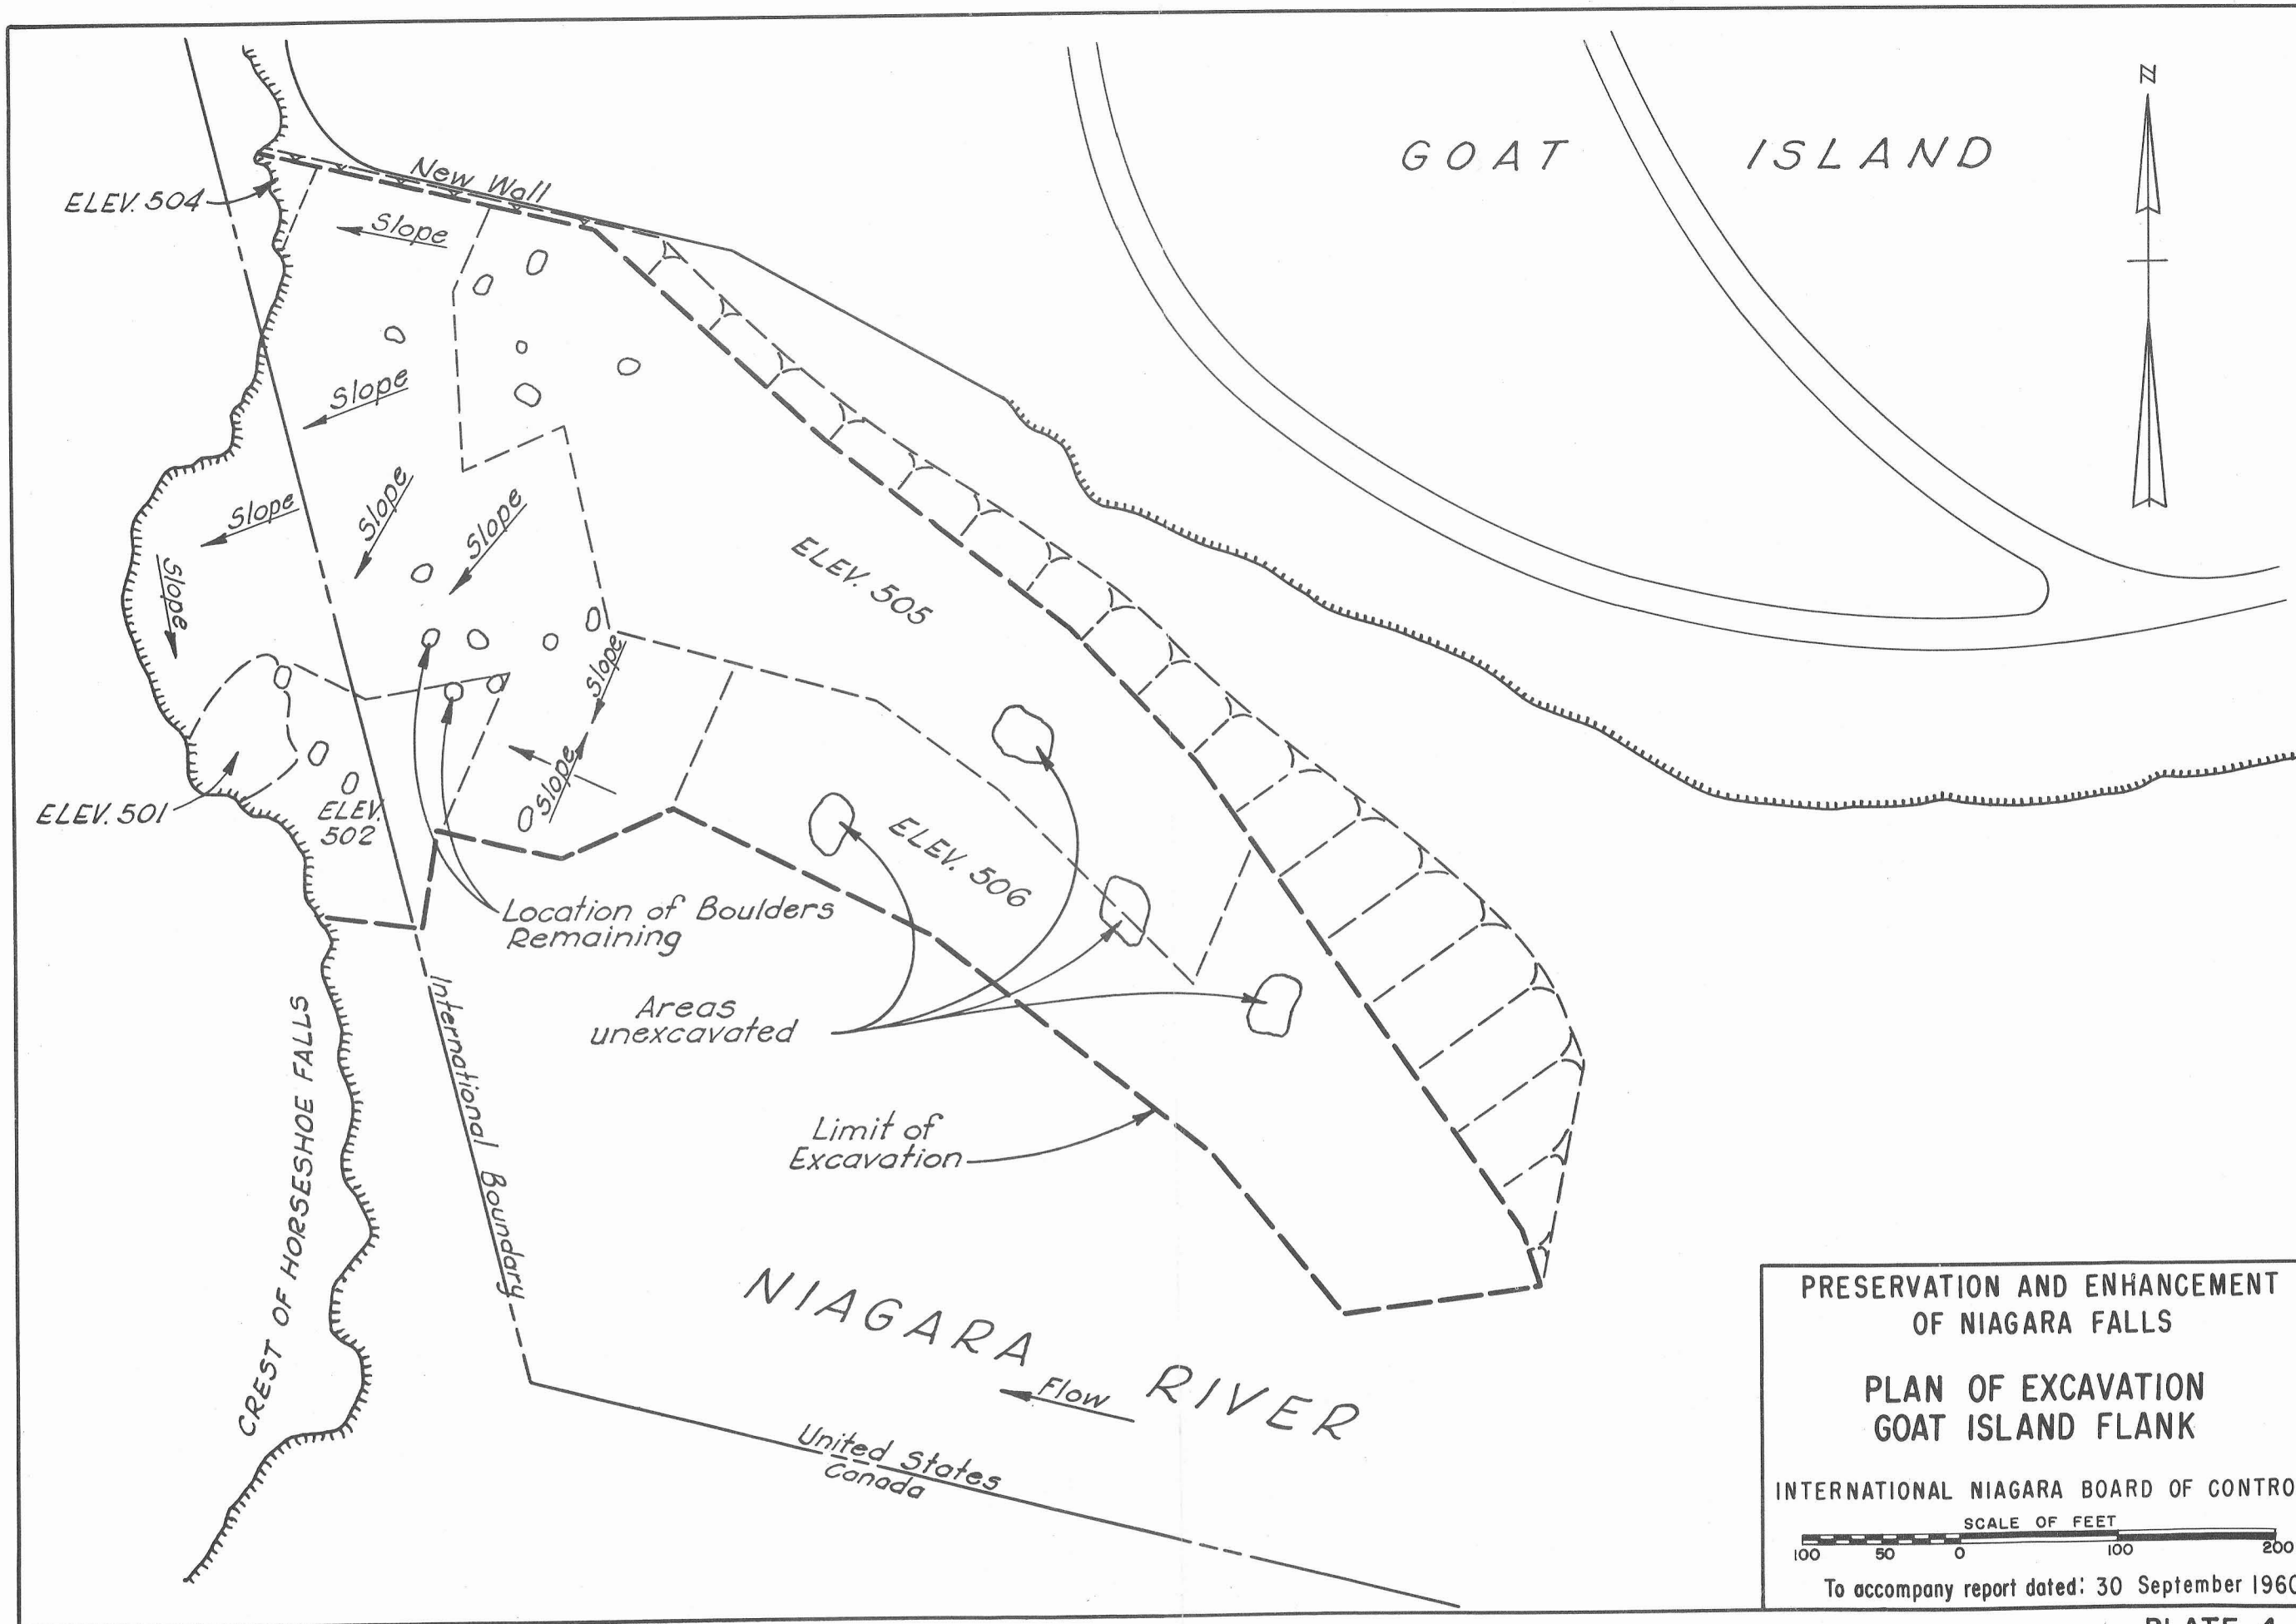 N
GOAT ISLAND
New Wall
ELEV. 504
Slope
Slope
Slope
Slope
Slope
Slope
ELEV. 505
Slope
Slope
ELEV. 501
ELEV.
502
ELEV. 506
Location of Boulders
Remaining
Areas
unexcavated
Limit of
Excavation
International Boundary
CREST OF HORSESHOE FALLS
NIAGARA RIVER
Flow
United States
Canada
PRESERVATION AND ENHANCEMENT
OF NIAGARA FALLS
PLAN OF EXCAVATION
GOAT ISLAND FLANK
INTERNATIONAL NIAGARA BOARD OF CONTRO
SCALE OF FEET
100 50 0 100 200
To accompany report dated: 30 September 1960
PLATE 4